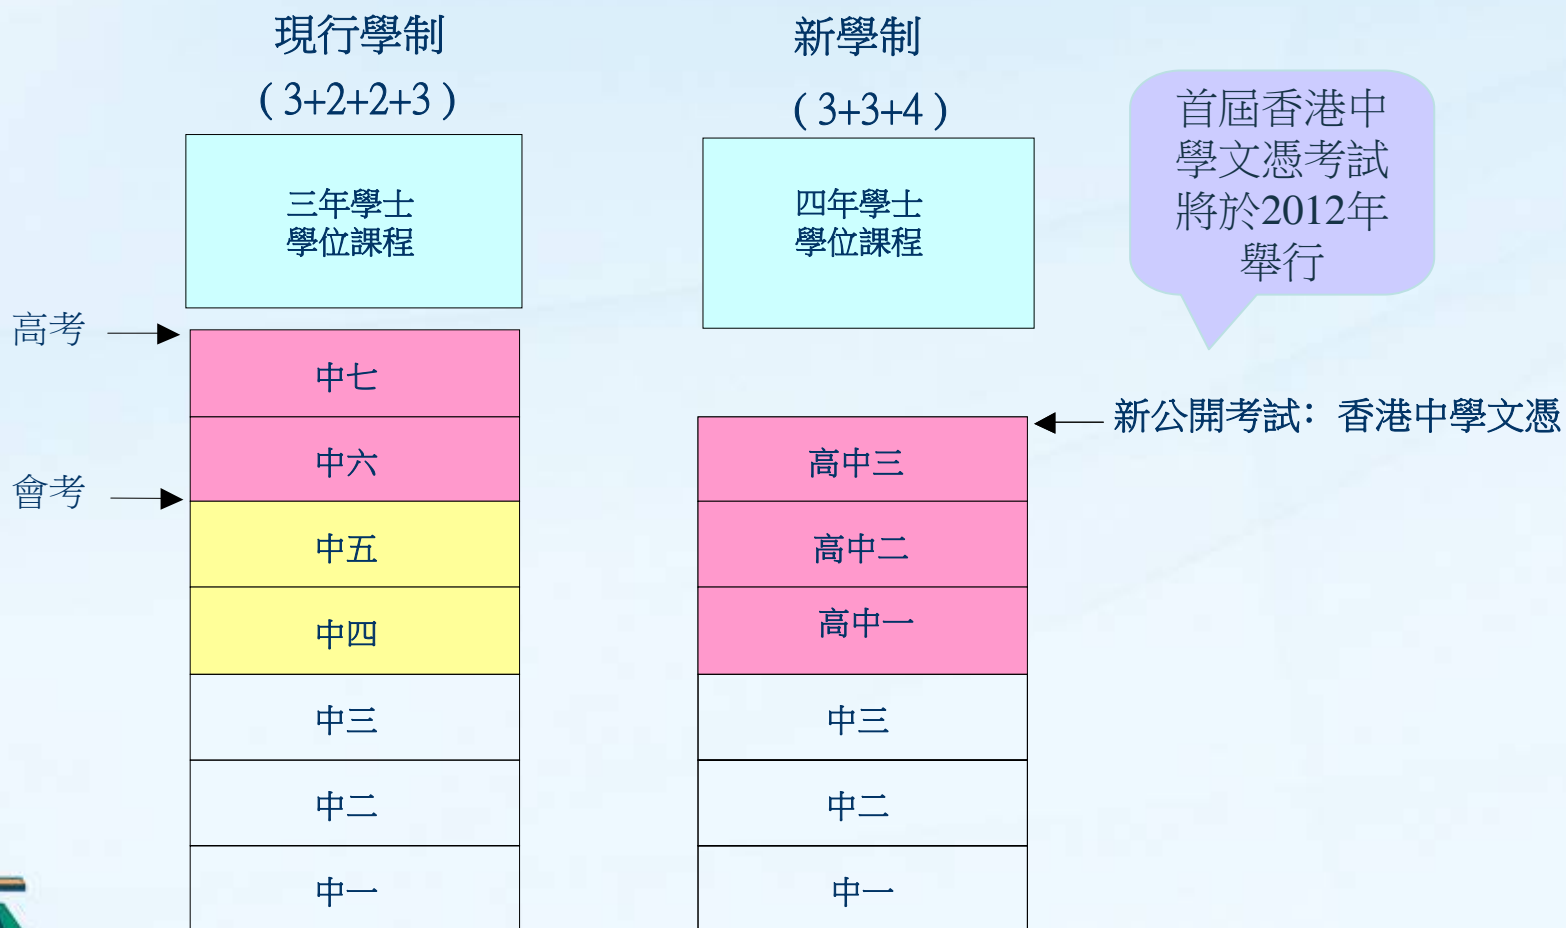 現行學制
( 3+2+2+3 )
三年學士
學位課程
高考
中七
中六
會考
中五
中四
中三
中二
中一
新學制
( 3+3+4 )
四年學士
學位課程
高中三
高中二
高中一
中三
中二
中一
首屆香港中
學文憑考試
將於2012年
舉行
新公開考試：香港中學文憑